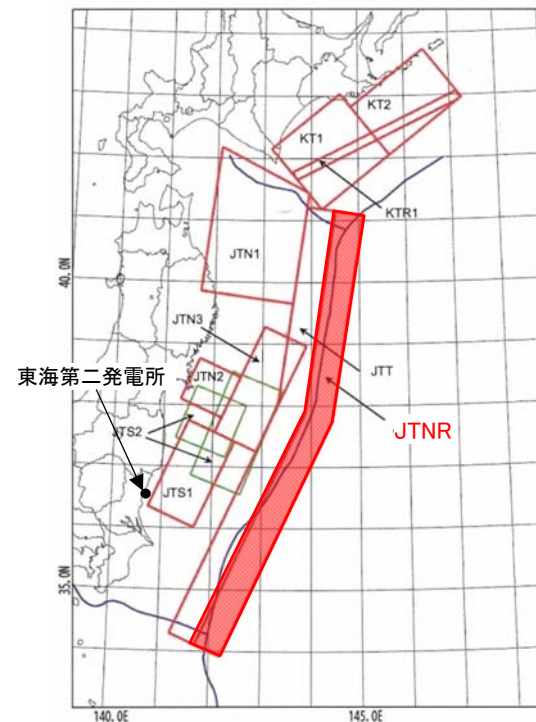 KT2
KT1
KTR1
JTN1
40.0N
JTN3
JTT
東海第二発電所
JTN2
JTNR
JTS2
JTS1
35.0N
140.0E
145.0E